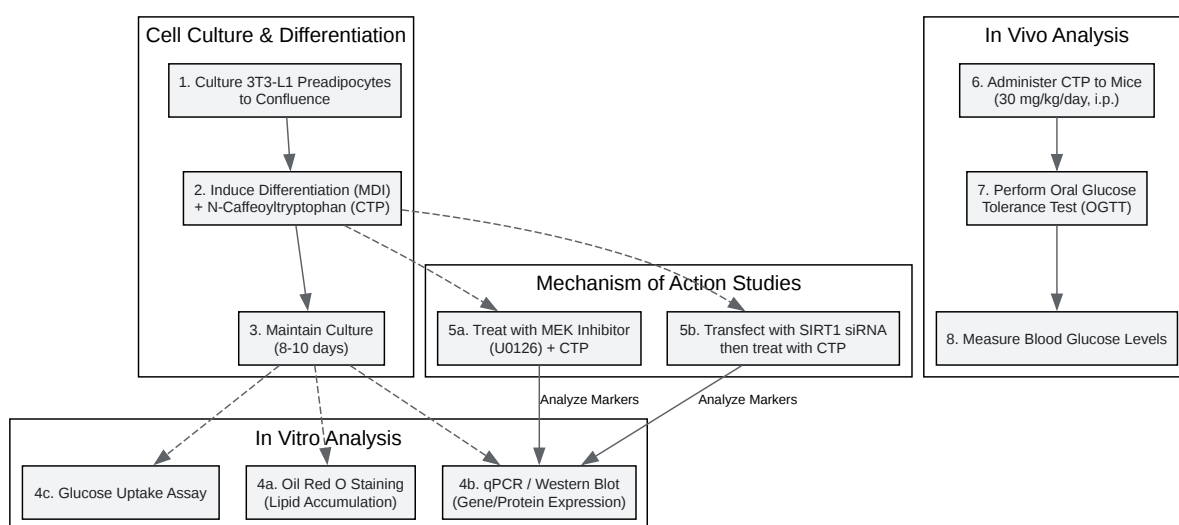 Cell Culture & Differentiation
1. Culture 3T3-L1 Preadipocytes
to Confluence
2. Induce Differentiation (MDI)
+ N-Caffeoyltryptophan (CTP)
3. Maintain Culture
(8-10 days)
In Vivo Analysis
6. Administer CTP to Mice
(30 mg/kg/day, i.p.)
7. Perform Oral Glucose
Tolerance Test (OGTT)
8. Measure Blood Glucose Levels
Mechanism of Action Studies
5a. Treat with MEK Inhibitor
(U0126) + CTP
5b. Transfect with SIRT1 siRNA
then treat with CTP
Analyze Markers
Analyze Markers
In Vitro Analysis
4c. Glucose Uptake Assay
4a. Oil Red O Staining
(Lipid Accumulation)
4b. qPCR / Western Blot
(Gene/Protein Expression)